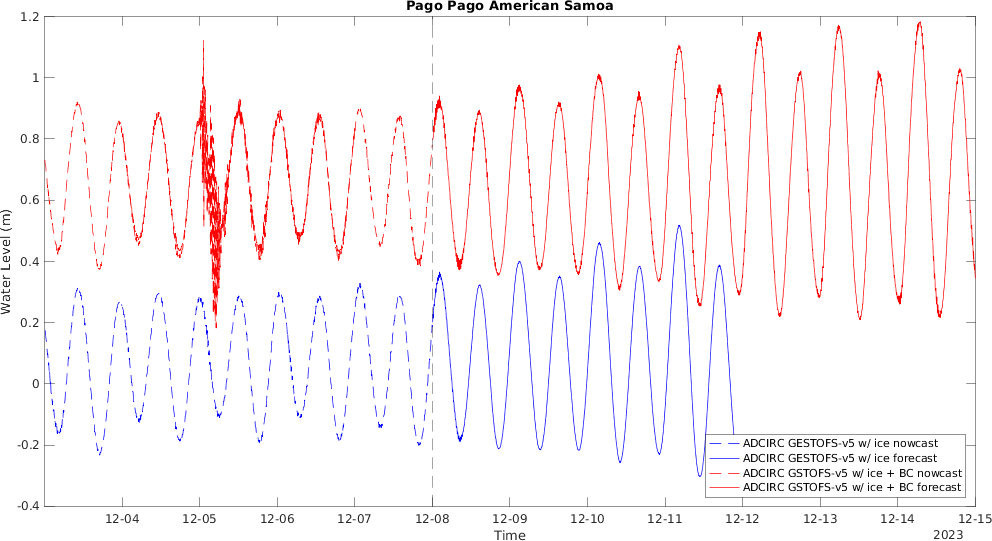 Pago Pago American Samoa
1.2
1
0.8
0.6
0.4
0.2
0
-0.2
-0.4
Water Level (m)
ADCIRC GESTOFS-v5 w/ ice nowcast
ADCIRC GESTOFS-v5 w/ ice forecast
ADCIRC GSTOFS-v5 w/ ice + BC nowcast
ADCIRC GSTOFS-v5 w/ ice + BC forecast
12-04 12-05 12-06 12-07 12-08 12-09 12-10 12-11 12-12 12-13 12-14 12-15
Time
2023